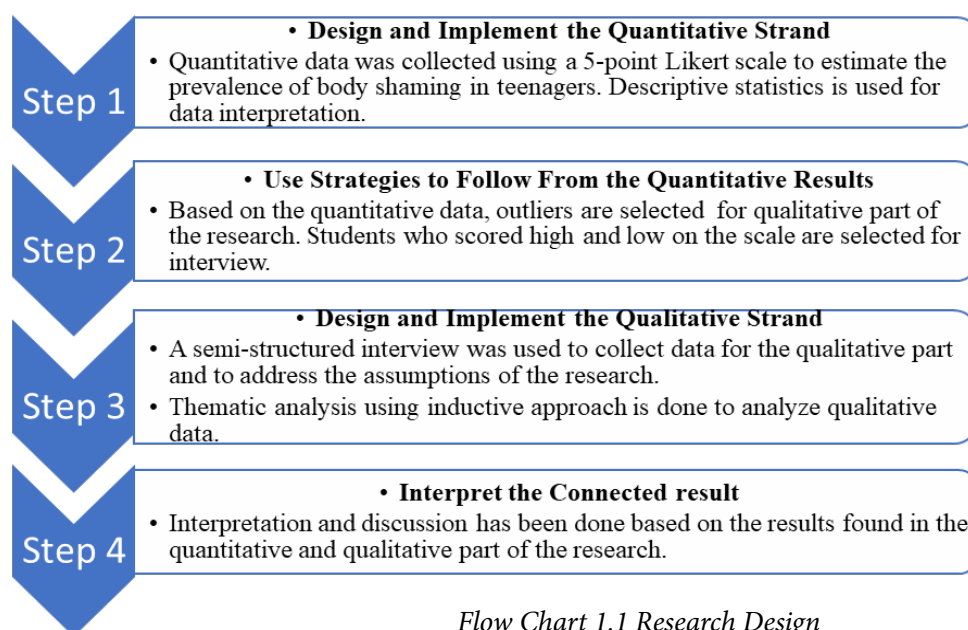 • Design and Implement the Quantitative Strand
Step 1
• Quantitative data was collected using a 5-point Likert scale to estimate the
prevalence of body shaming in teenagers. Descriptive statistics is used for
data interpretation.
• Use Strategies to Follow From the Quantitative Results
Step 2
• Based on the quantitative data, outliers are selected for qualitative part of
the research. Students who scored high and low on the scale are selected for
interview.
• Design and Implement the Qualitative Strand
Step 3
• A semi-structured interview was used to collect data for the qualitative part
and to address the assumptions of the research.
• Thematic analysis using inductive approach is done to analyze qualitative
data.
• Interpret the Connected result
Step 4
• Interpretation and discussion has been done based on the results found in the
quantitative and qualitative part of the research.
Flow Chart 1.1 Research Design